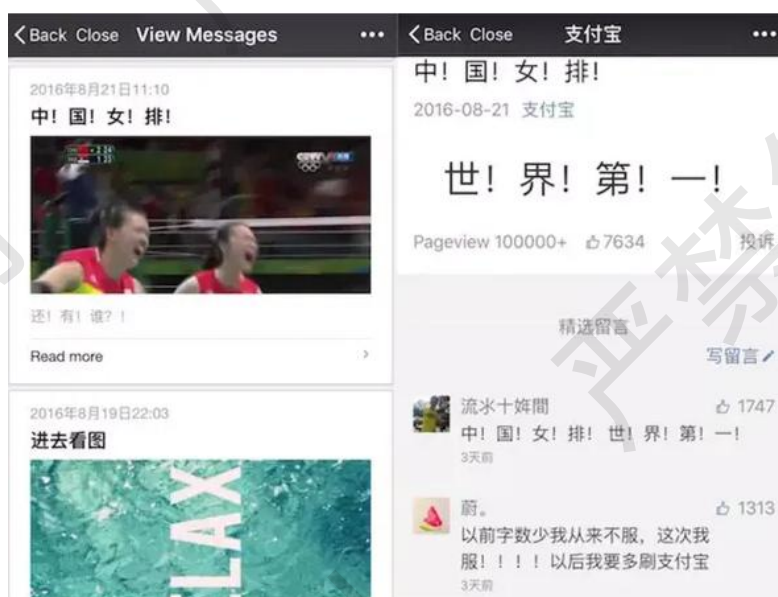 Back Close View Messages
2016年8月21日11:10
中！国！女！排！
还！有！谁？！
Read more
2016年8月19日22:03
进去看图
LAX
Back Close 支付宝
中！国！女！排！
2016-08-21 支付宝
世！界！第！一！
Pageview 100000+ 7634 投诉
精选留言
写留言
流氺十姩間 1747
中！国！女！排！世！界！第！一！
3天前
蔚。 1313
以前字数少我从来不服，这次我
服！！！！以后我要多刷支付宝
3天前
严禁